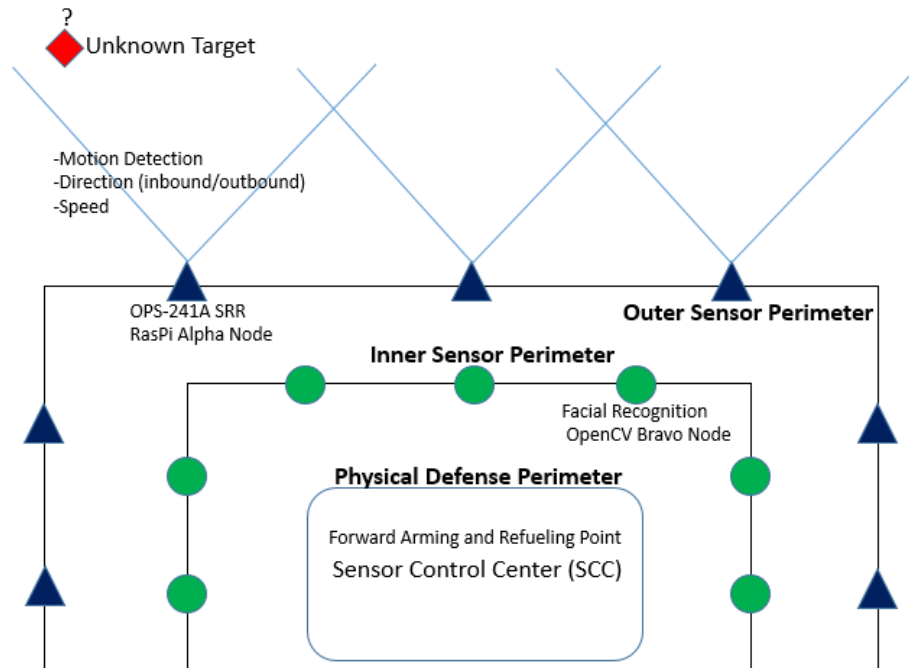 ?
Unknown Target
-Motion Detection
-Direction (inbound/outbound)
-Speed
OPS-241A SRR
RasPi Alpha Node
Outer Sensor Perimeter
Inner Sensor Perimeter
Facial Recognition
OpenCV Bravo Node
Physical Defense Perimeter
Forward Arming and Refueling Point
Sensor Control Center (SCC)